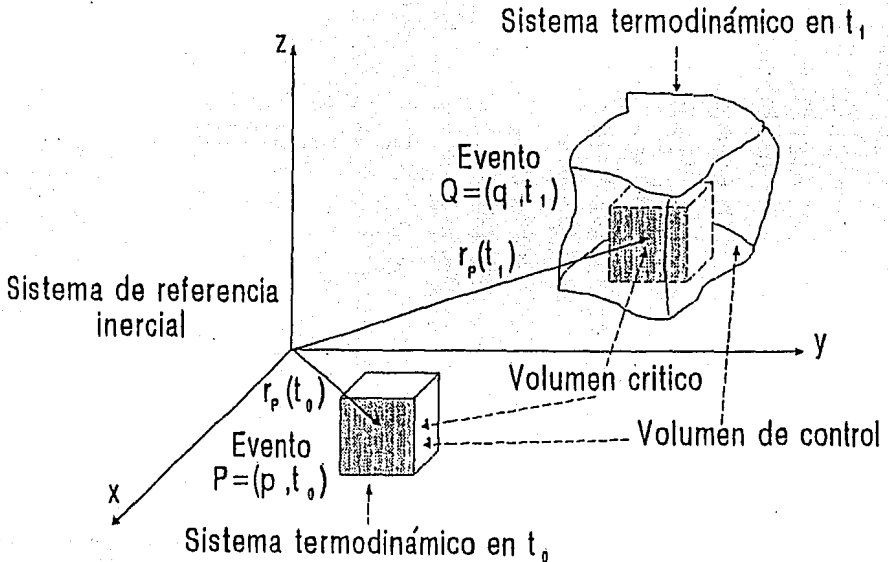 Sistema termodinámico en t₁
z
Evento
Q=(q ,t₁)
r_p(t₁)
Sistema de referencia
inercial
y
Volumen critico
r_p(t₀)
Volumen de control
Evento
P=(p ,t₀)
x
Sistema termodinámico en t₀